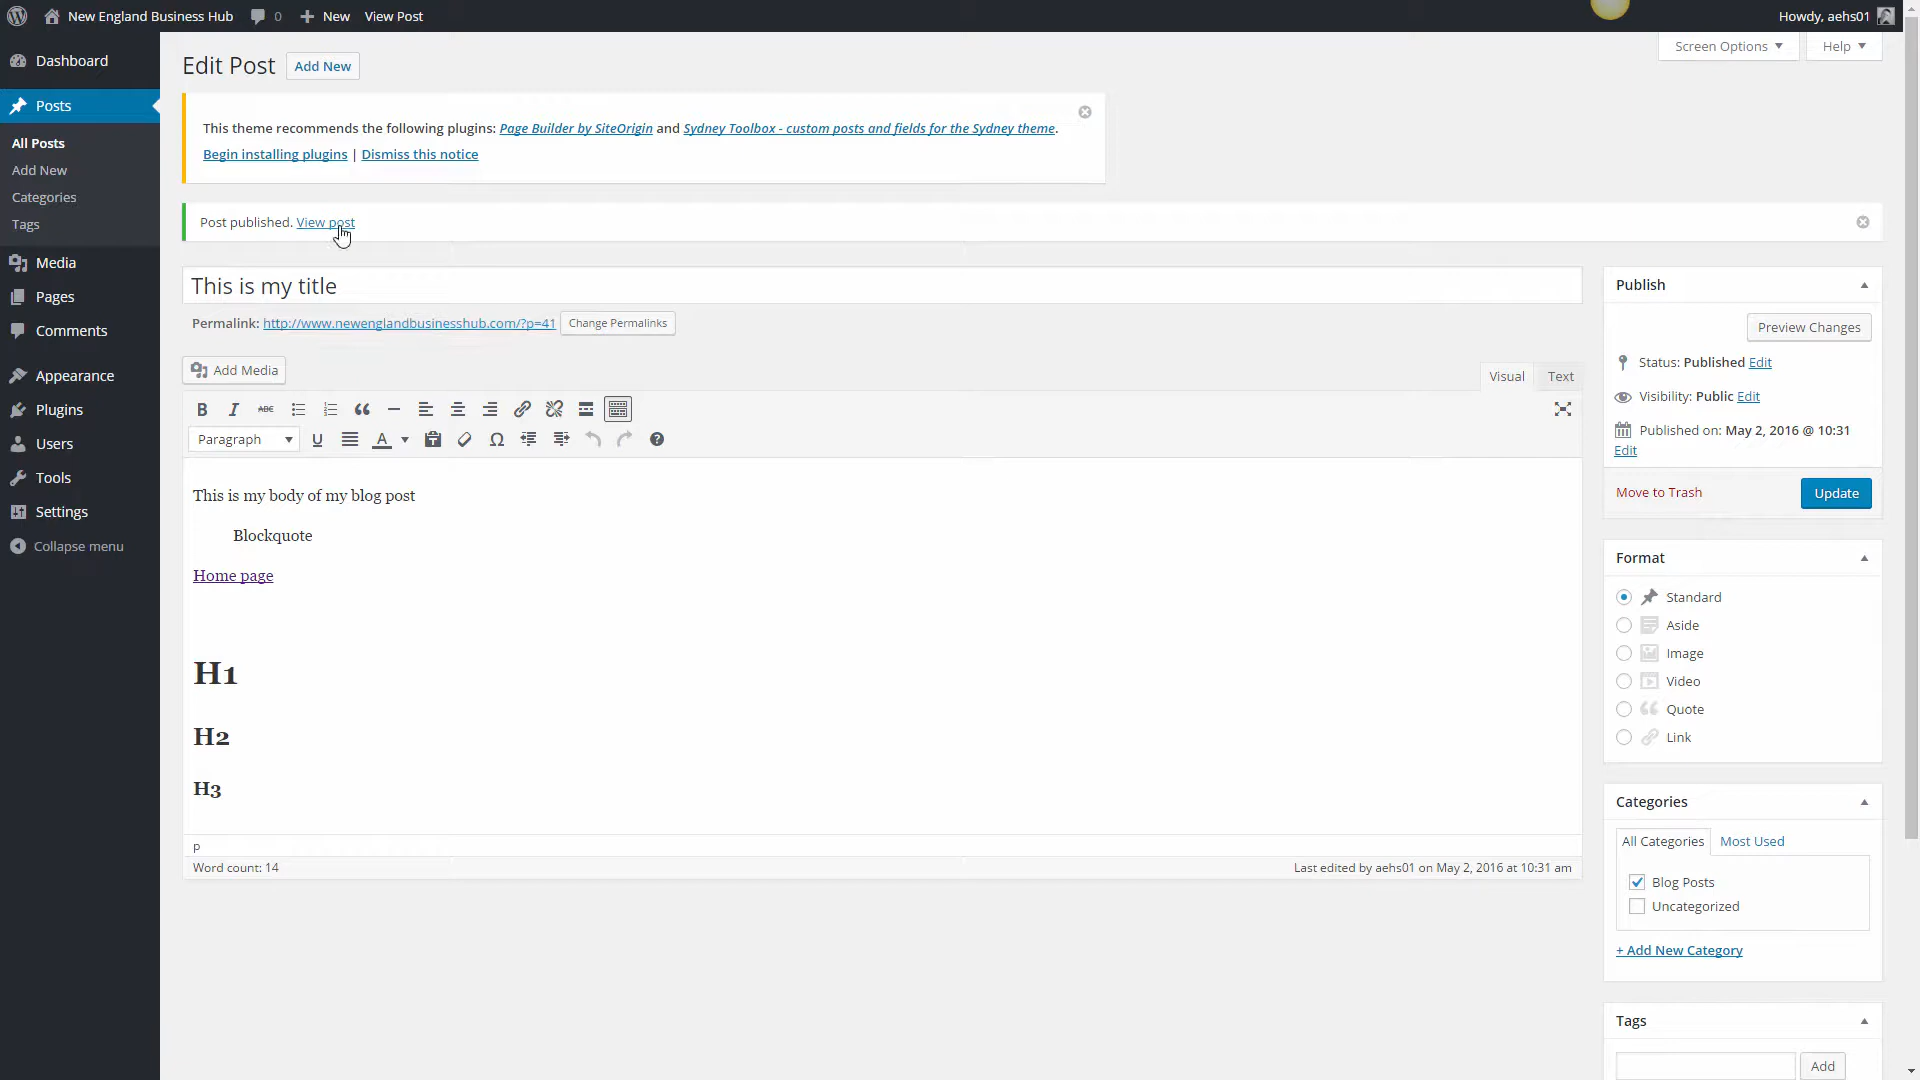 New England Business Hub 0 New View Post Howdy, aehs01
Dashboard
Posts
All Posts
Add New
Categories
Tags
Media
Pages
Comments
Appearance
Plugins
Users
Tools
Settings
Collapse menu
Screen Options Help
Edit Post Add New
This theme recommends the following plugins: Page Builder by SiteOrigin and Sydney Toolbox - custom posts and fields for the Sydney theme.
Begin installing plugins | Dismiss this notice
Post published. View post
This is my title
Permalink: http://www.newenglandbusinesshub.com/?p=41 Change Permalinks
Add Media
Visual Text
B I ABC
Paragraph U A Ω ?
This is my body of my blog post
Blockquote
Home page
H1
H2
H3
p
Word count: 14 Last edited by aehs01 on May 2, 2016 at 10:31 am
Publish
Preview Changes
Status: Published Edit
Visibility: Public Edit
Published on: May 2, 2016 @ 10:31
Edit
Move to Trash Update
Format
Standard
Aside
Image
Video
Quote
Link
Categories
All Categories Most Used
Blog Posts
Uncategorized
+ Add New Category
Tags
Add